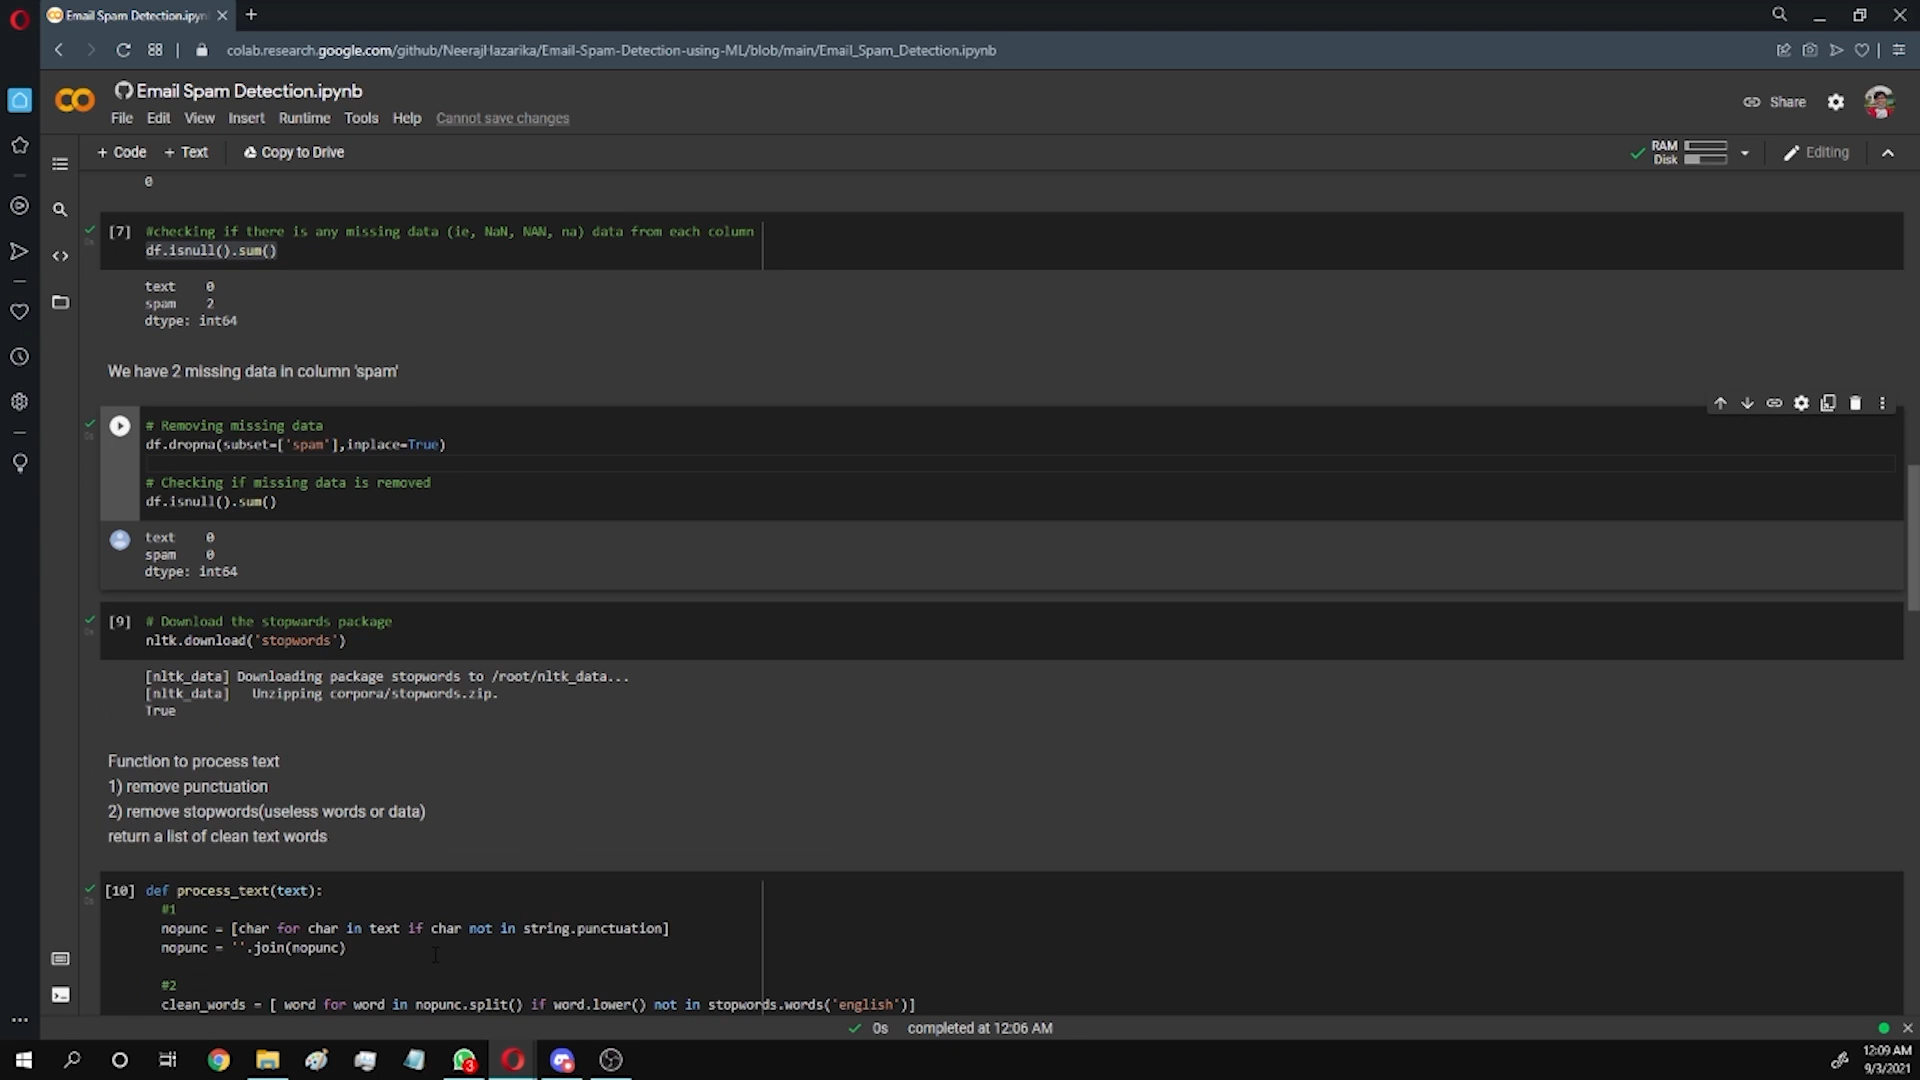 Email Spam Detection.ipyn
colab.research.google.com/github/NeerajHazarika/Email-Spam-Detection-using-ML/blob/main/Email_Spam_Detection.ipynb
Email Spam Detection.ipynb
Share
File Edit View Insert Runtime Tools Help Cannot save changes
+ Code + Text Copy to Drive
RAM
Disk
Editing
0
[7] #checking if there is any missing data (ie, NaN, NAN, na) data from each column
df.isnull().sum()
text 0
spam 2
dtype: int64
We have 2 missing data in column 'spam'
# Removing missing data
df.dropna(subset=['spam'],inplace=True)
# Checking if missing data is removed
df.isnull().sum()
text 0
spam 0
dtype: int64
[9] # Download the stopwards package
nltk.download('stopwords')
[nltk_data] Downloading package stopwords to /root/nltk_data...
[nltk_data] Unzipping corpora/stopwords.zip.
True
Function to process text
1) remove punctuation
2) remove stopwords(useless words or data)
return a list of clean text words
[10] def process_text(text):
#1
nopunc = [char for char in text if char not in string.punctuation]
nopunc = ''.join(nopunc)
#2
clean_words = [ word for word in nopunc.split() if word.lower() not in stopwords.words('english')]
0s completed at 12:06 AM
3
12:09 AM
9/3/2021